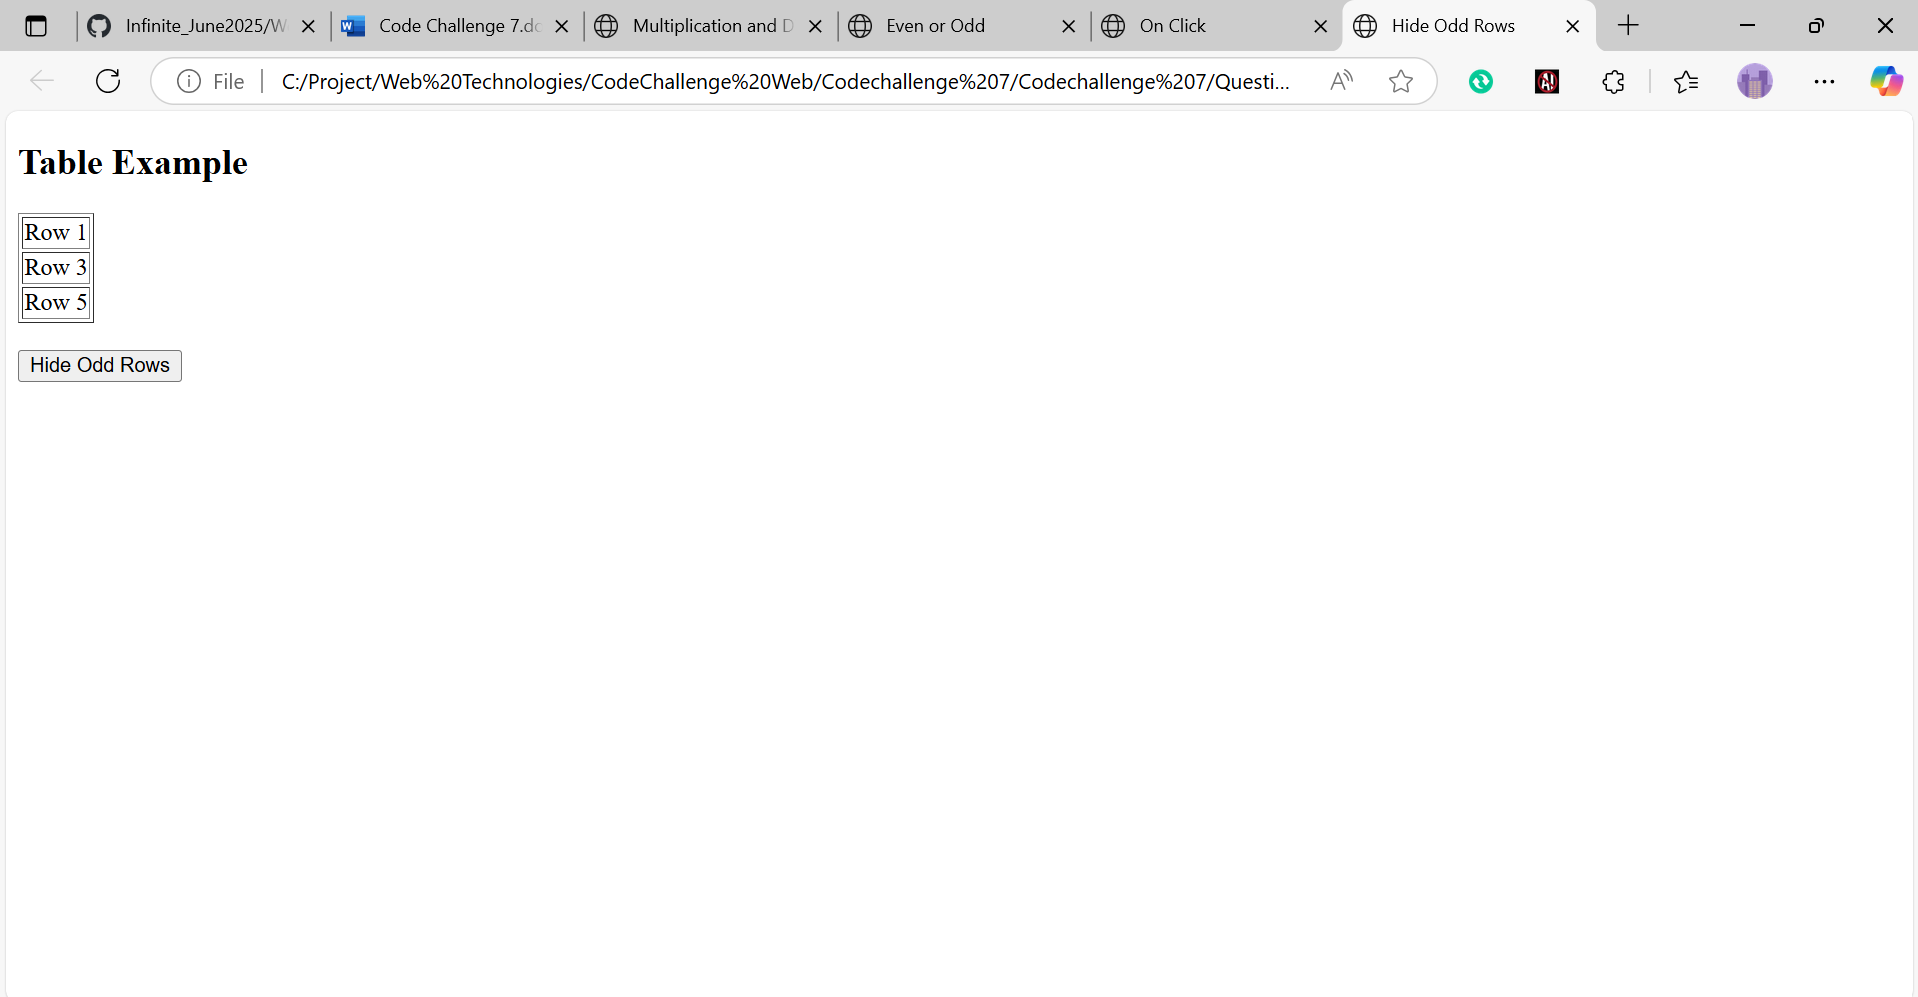 Infinite_June2025/W
Code Challenge 7.do
Multiplication and D
Even or Odd
On Click
Hide Odd Rows
File
C:/Project/Web%20Technologies/CodeChallenge%20Web/Codechallenge%207/Codechallenge%207/Questi...
Table Example
Row 1
Row 3
Row 5
Hide Odd Rows